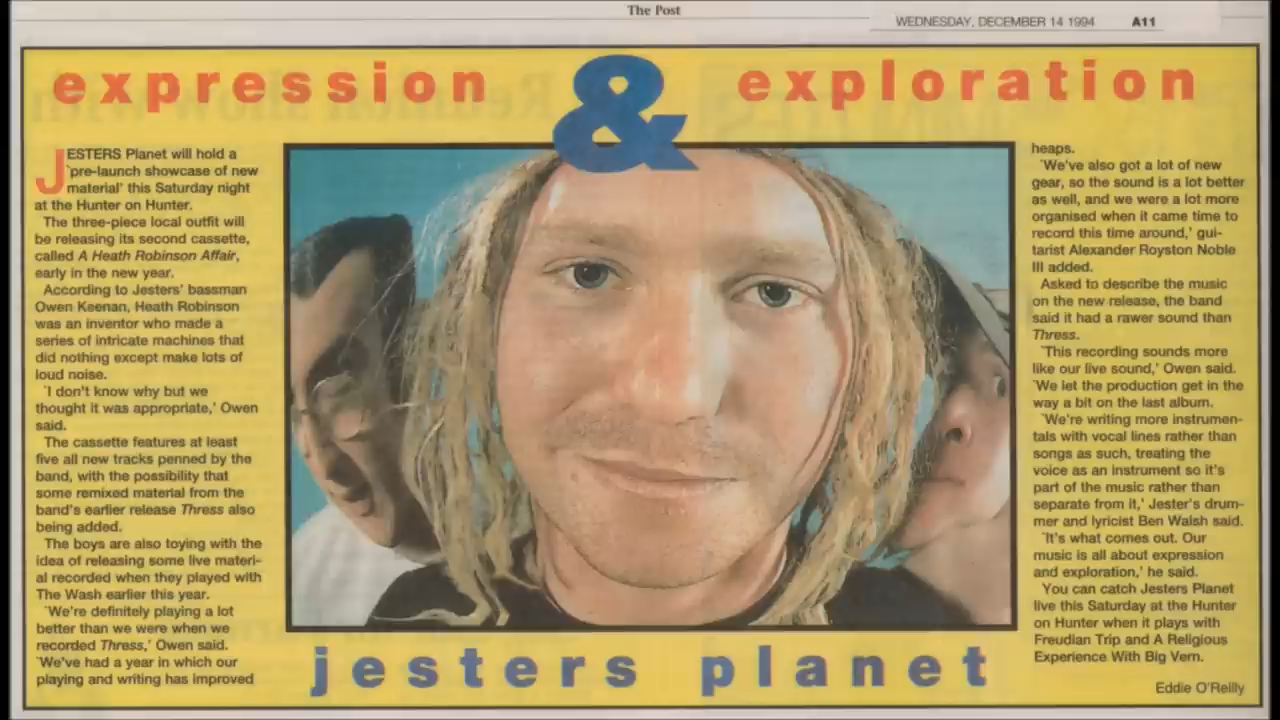 The Post
WEDNESDAY, DECEMBER 14 1994 A11
expression & exploration
JESTERS Planet will hold a
`pre-launch showcase of new
material' this Saturday night
at the Hunter on Hunter.
The three-piece local outfit will
be releasing its second cassette,
called A Heath Robinson Affair,
early in the new year.
According to Jesters' bassman
Owen Keenan, Heath Robinson
was an inventor who made a
series of intricate machines that
did nothing except make lots of
loud noise.
`I don't know why but we
thought it was appropriate,' Owen
said.
The cassette features at least
five all new tracks penned by the
band, with the possibility that
some remixed material from the
band's earlier release Thress also
being added.
The boys are also toying with the
idea of releasing some live materi-
al recorded when they played with
The Wash earlier this year.
`We're definitely playing a lot
better than we were when we
recorded Thress,' Owen said.
`We've had a year in which our
playing and writing has improved
heaps.
`We've also got a lot of new
gear, so the sound is a lot better
as well, and we were a lot more
organised when it came time to
record this time around,' gui-
tarist Alexander Royston Noble
III added.
Asked to describe the music
on the new release, the band
said it had a rawer sound than
Thress.
`This recording sounds more
like our live sound,' Owen said.
`We let the production get in the
way a bit on the last album.
`We're writing more instrumen-
tals with vocal lines rather than
songs as such, treating the
voice as an instrument so it's
part of the music rather than
separate from it,' Jester's drum-
mer and lyricist Ben Walsh said.
`It's what comes out. Our
music is all about expression
and exploration,' he said.
You can catch Jesters Planet
live this Saturday at the Hunter
on Hunter when it plays with
Freudian Trip and A Religious
Experience With Big Vern.
Eddie O'Reilly
jesters planet